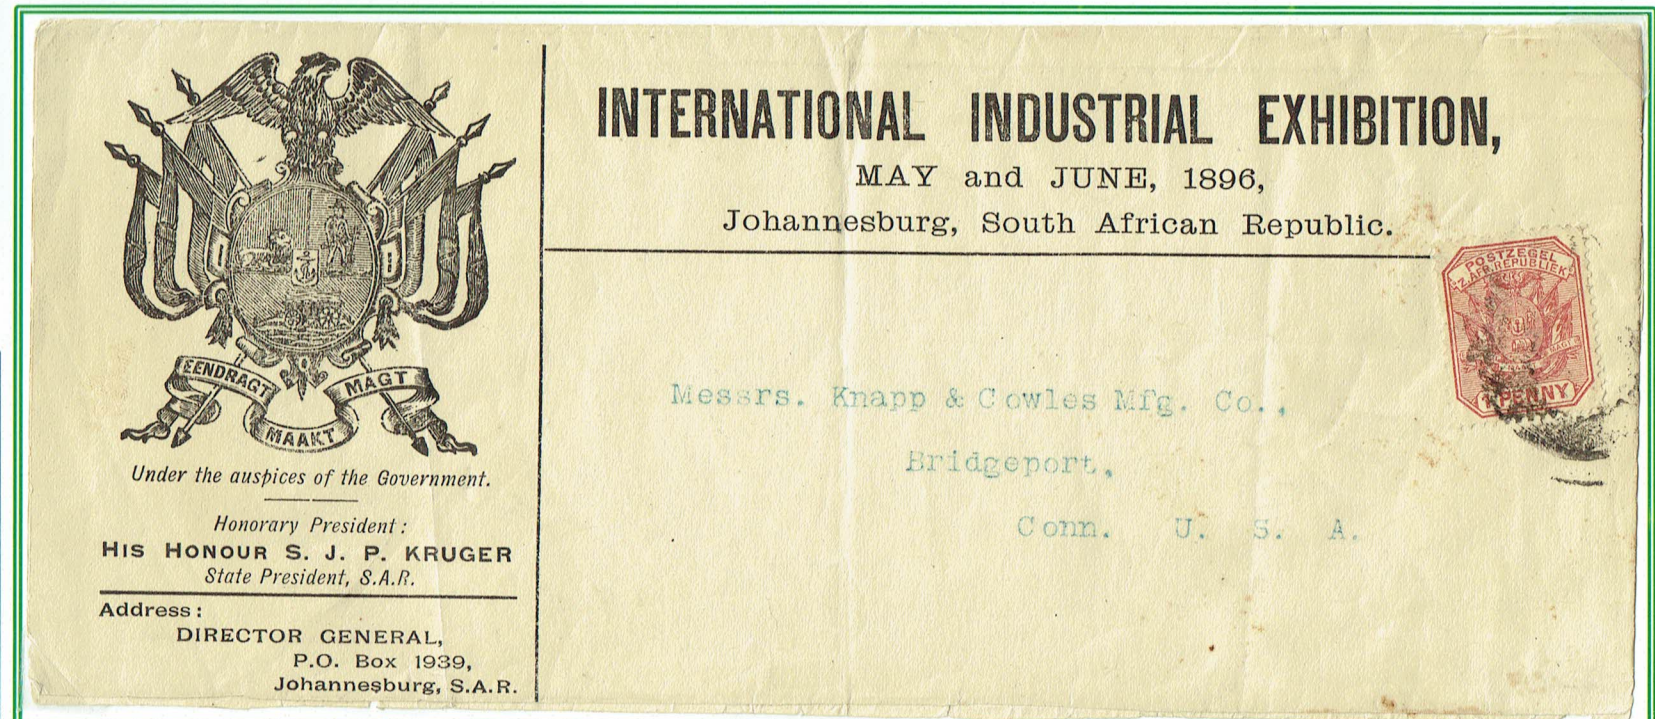 EENDRAGT MAAKT MAGT
Under the auspices of the Government.
Honorary President:
HIS HONOUR S. J. P. KRUGER
State President, S.A.R.
Address:
DIRECTOR GENERAL,
P.O. Box 1939,
Johannesburg, S.A.R.
INTERNATIONAL INDUSTRIAL EXHIBITION,
MAY and JUNE, 1896,
Johannesburg, South African Republic.
POSTZEGEL
Z. AFR. REPUBLIEK
1 PENNY
Messrs. Knapp & Cowles Mfg. Co.,
Bridgeport,
Conn. U. S. A.